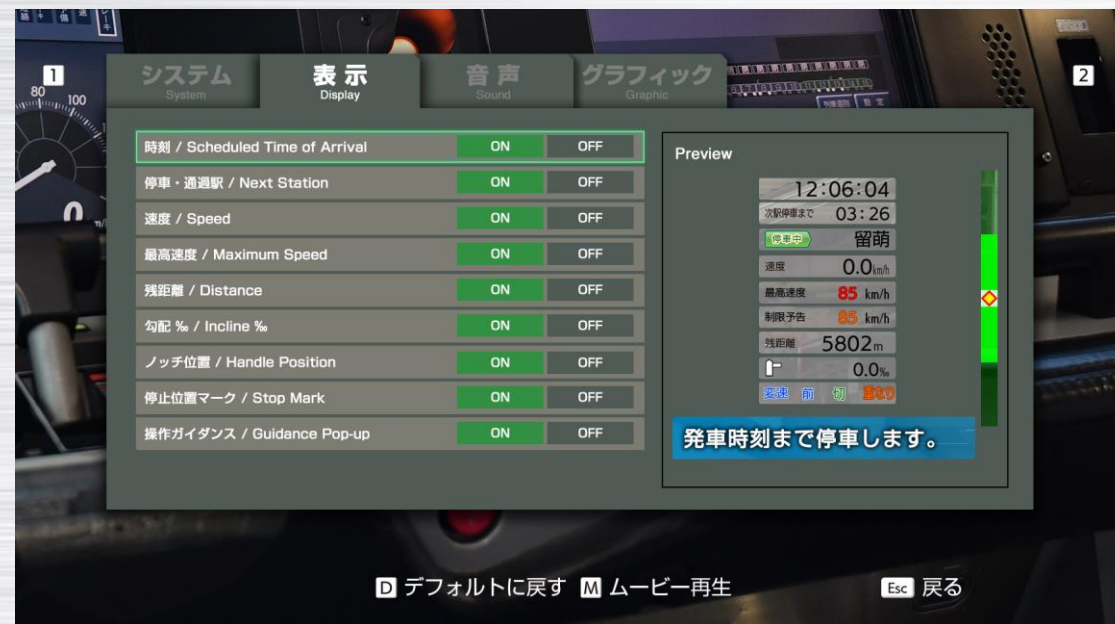 1
2
80
100
0
システム
System
表示
Display
音声
Sound
グラフィック
Graphic
時刻 / Scheduled Time of Arrival ON OFF
停車・通過駅 / Next Station ON OFF
速度 / Speed ON OFF
最高速度 / Maximum Speed ON OFF
残距離 / Distance ON OFF
勾配 ‰ / Incline ‰ ON OFF
ノッチ位置 / Handle Position ON OFF
停止位置マーク / Stop Mark ON OFF
操作ガイダンス / Guidance Pop-up ON OFF
Preview
12:06:04
次駅停車まで 03:26
停車中 留萌
速度 0.0km/h
最高速度 85 km/h
制限予告 85 km/h
残距離 5802m
0.0‰
変速 前 切 重なり
発車時刻まで停車します。
D デフォルトに戻す M ムービー再生 Esc 戻る